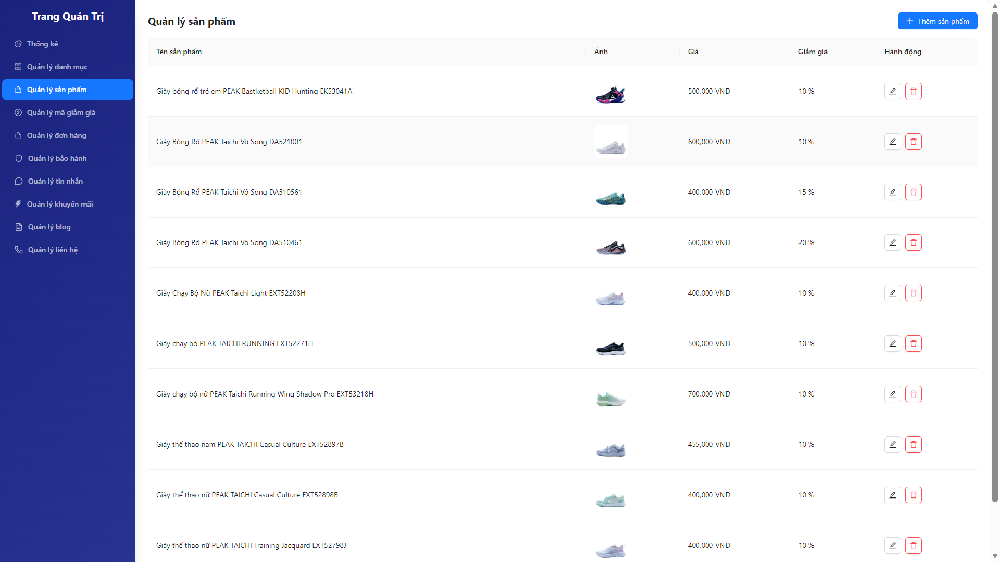 Trang Quản Trị
Thống kê
Quản lý danh mục
Quản lý sản phẩm
Quản lý mã giảm giá
Quản lý đơn hàng
Quản lý bảo hành
Quản lý tin nhắn
Quản lý khuyến mãi
Quản lý blog
Quản lý liên hệ
Quản lý sản phẩm
Thêm sản phẩm
Tên sản phẩm Ảnh Giá Giảm giá Hành động
Giày bóng rổ trẻ em PEAK Bastketball KID Hunting EK53041A 500,000 VND 10 %
Giày Bóng Rổ PEAK Taichi Vô Song DA521001 600,000 VND 10 %
Giày Bóng Rổ PEAK Taichi Vô Song DA510561 400,000 VND 15 %
Giày Bóng Rổ PEAK Taichi Vô Song DA510461 600,000 VND 20 %
Giày Chạy Bộ Nữ PEAK Taichi Light EXT52208H 400,000 VND 10 %
Giày chạy bộ PEAK TAICHI RUNNING EXT52271H 500,000 VND 10 %
Giày chạy bộ nữ PEAK Taichi Running Wing Shadow Pro EXT53218H 700,000 VND 10 %
Giày thể thao nam PEAK TAICHI Casual Culture EXT52897B 455,000 VND 10 %
Giày thể thao nữ PEAK TAICHI Casual Culture EXT52898B 400,000 VND 10 %
Giày thể thao nữ PEAK TAICHI Training Jacquard EXT52798J 400,000 VND 10 %